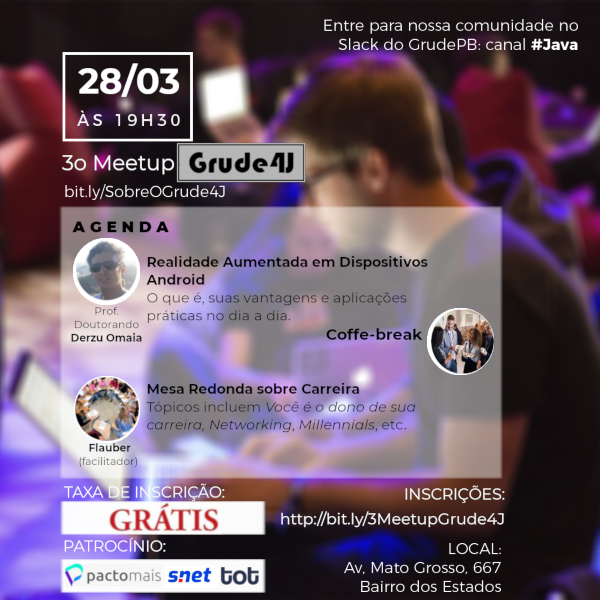 Entre para nossa comunidade no
Slack do GrudePB: canal #Java
28/03
ÀS 19H30
3o Meetup Grude4J
bit.ly/SobreOGrude4J
AGENDA
Realidade Aumentada em Dispositivos
Android
O que é, suas vantagens e aplicações
práticas no dia a dia.
Prof.
Doutorando
Derzu Omaia
Coffe-break
Mesa Redonda sobre Carreira
Tópicos incluem Você é o dono de sua
carreira, Networking, Millennials, etc.
Flauber
(facilitador)
TAXA DE INSCRIÇÃO:
GRÁTIS
INSCRIÇÕES:
http://bit.ly/3MeetupGrude4J
PATROCÍNIO:
pactomais snet tot
LOCAL:
Av, Mato Grosso, 667
Bairro dos Estados